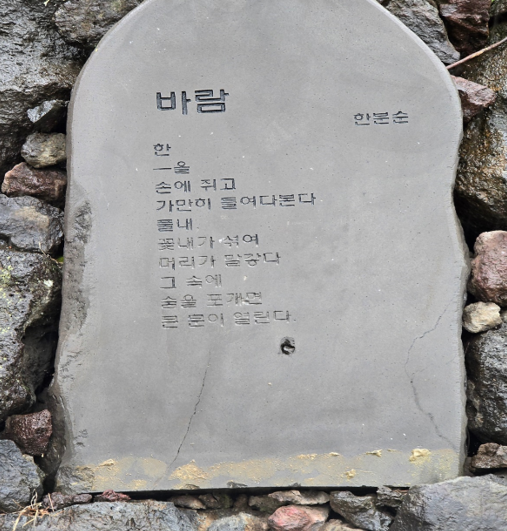 바람
한분순
한
올
손에 쥐고
가만히 들여다본다
풀내
꽃내가 섞여
머리가 말갛다
그 속에
숨을 포개면
큰 문이 열린다.